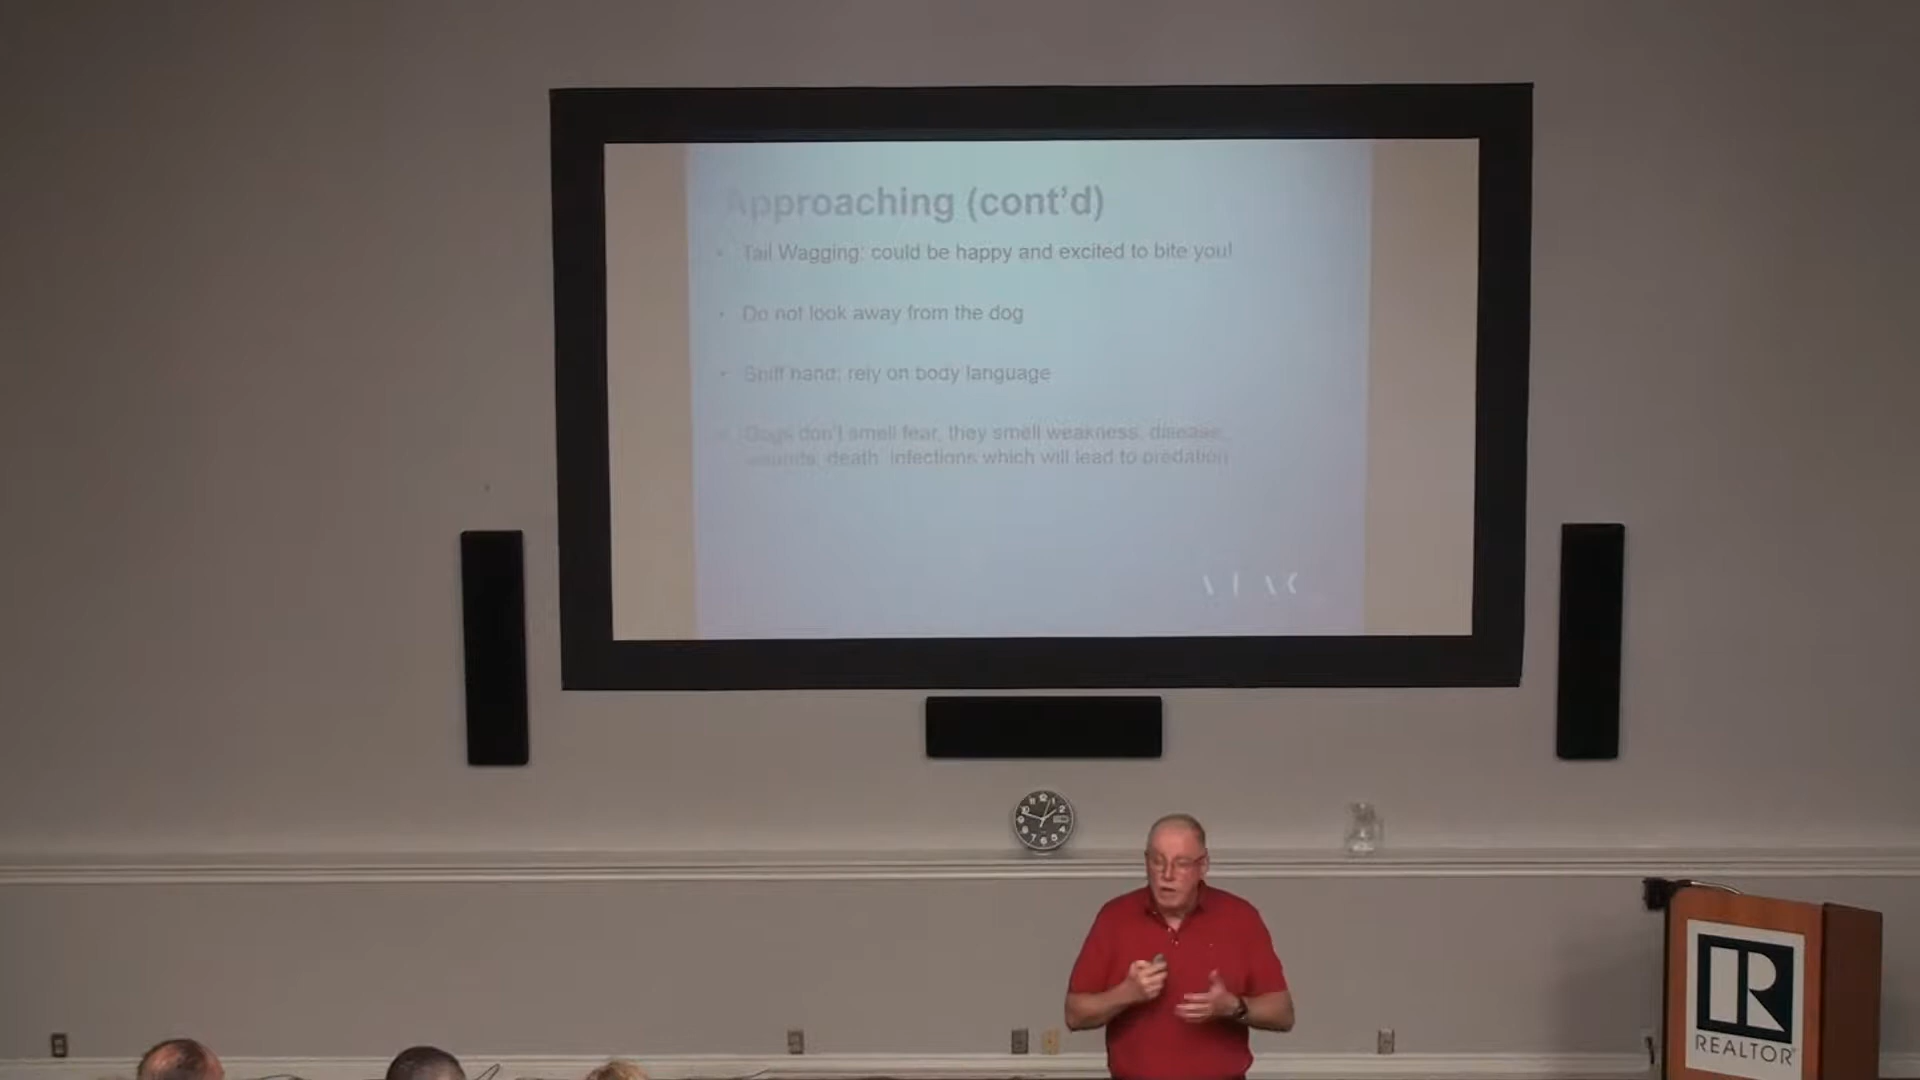 Approaching (cont'd)
• Tail Wagging: could be happy and excited to bite you!
• Do not look away from the dog
• Sniff hand: rely on body language
Dogs don't smell fear, they smell weakness, disease,
wounds, death, infections which will lead to predation
REALTOR